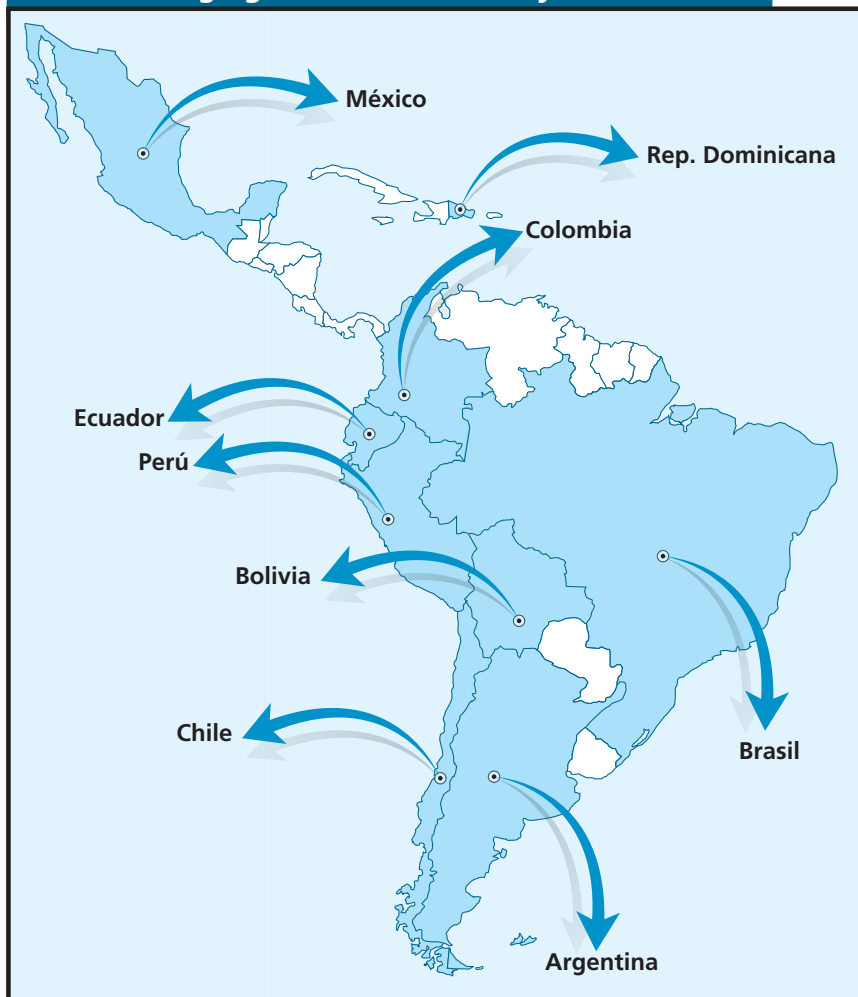 México
Rep. Dominicana
Colombia
Ecuador
Perú
Bolivia
Chile
Brasil
Argentina